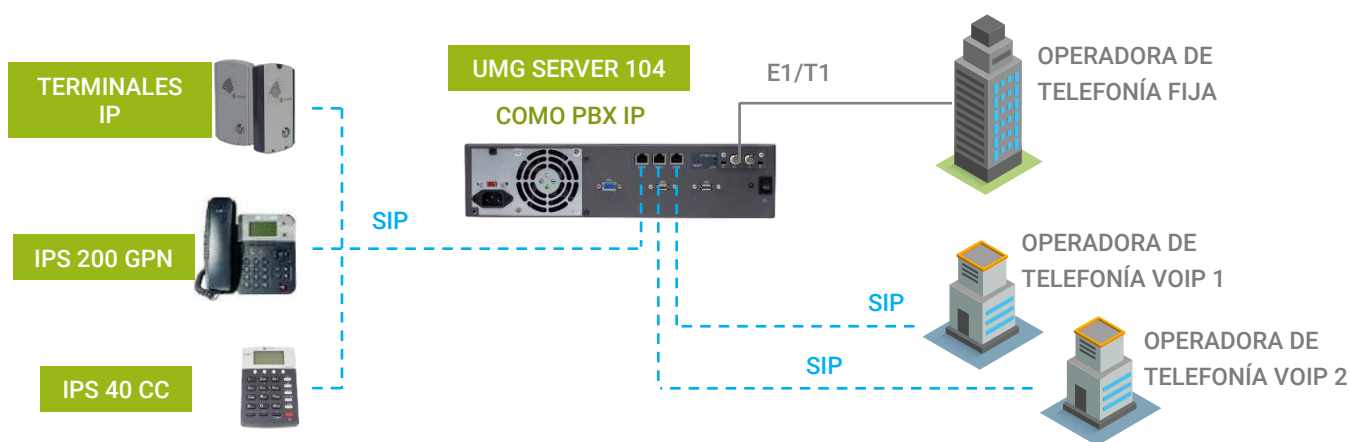 TERMINALES
IP
UMG SERVER 104
COMO PBX IP
E1/T1
OPERADORA DE
TELEFONÍA FIJA
IPS 200 GPN
SIP
OPERADORA DE
TELEFONÍA VOIP 1
SIP
OPERADORA DE
TELEFONÍA VOIP 2
SIP
IPS 40 CC